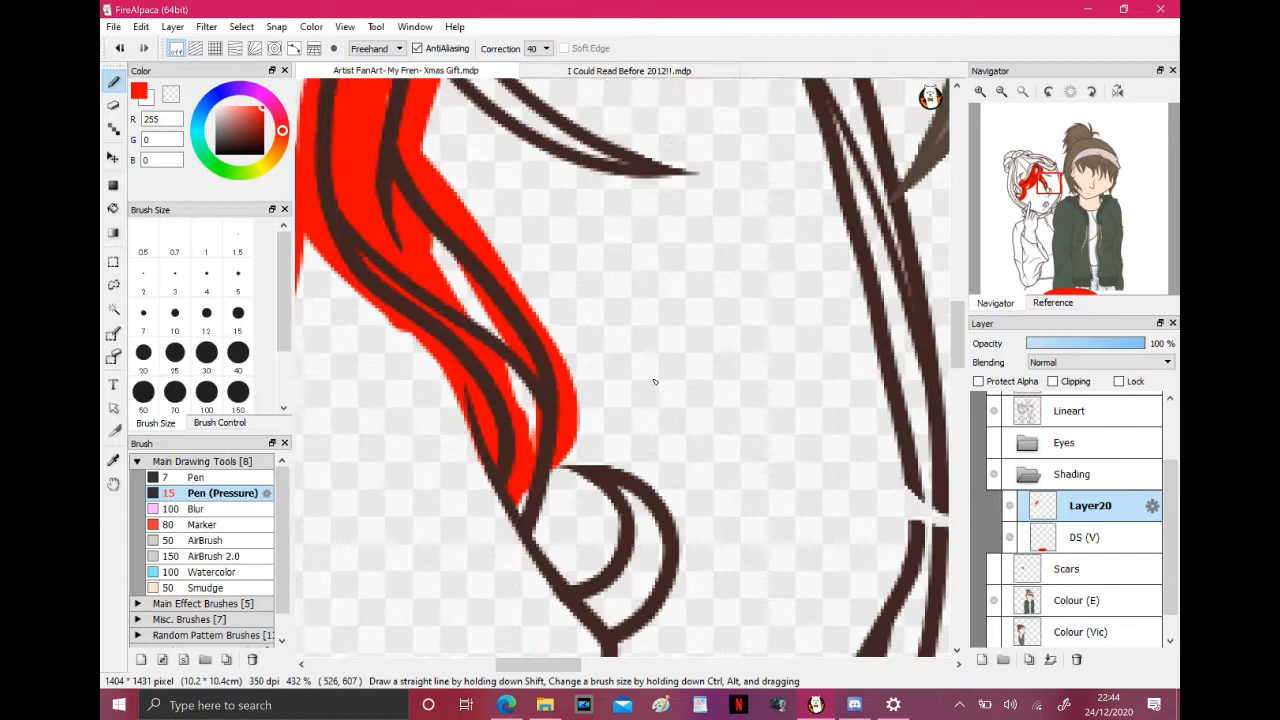 FireAlpaca (64bit)
File Edit Layer Filter Select Snap Color View Tool Window Help
off Freehand AntiAliasing Correction 40 Soft Edge
Color
Artist FanArt- My Fren- Xmas Gift.mdp
I Could Read Before 2012!!.mdp
Navigator
R 255
G 0
B 0
Brush Size
0.5 0.7 1 1.5
2 3 4 5
7 10 12 15
20 25 30 40
50 70 100 150
Brush Size Brush Control
Brush
Main Drawing Tools [8]
7 Pen
15 Pen (Pressure)
100 Blur
80 Marker
50 AirBrush
150 AirBrush 2.0
100 Watercolor
50 Smudge
Main Effect Brushes [5]
Misc. Brushes [7]
Random Pattern Brushes [1
Navigator Reference
Layer
Opacity 100 %
Blending Normal
Protect Alpha Clipping Lock
Lineart
Eyes
Shading
Layer20
DS (V)
Scars
Colour (E)
Colour (Vic)
1404 * 1431 pixel (10.2 * 10.4cm) 350 dpi 432 % ( 526, 607 ) Draw a straight line by holding down Shift, Change a brush size by holding down Ctrl, Alt, and dragging
Type here to search
22:44
24/12/2020